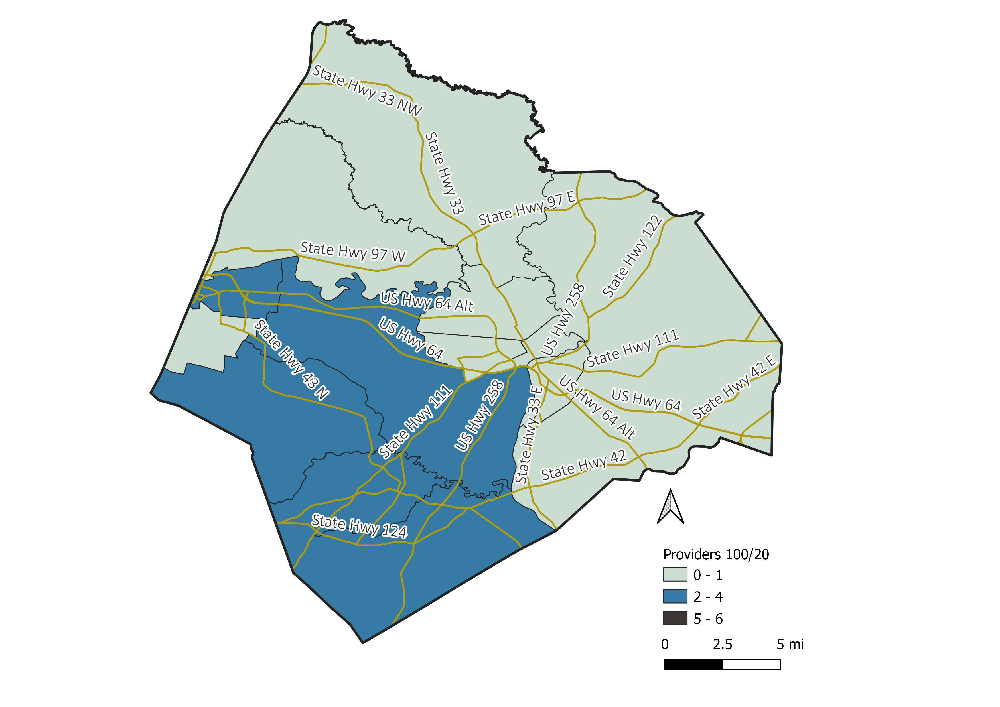 State Hwy 33 NW
State Hwy 33
State Hwy 97 E
State Hwy 122
State Hwy 97 W
US Hwy 258
US Hwy 64 Alt
US Hwy 64
State Hwy 43 N
State Hwy 111
State Hwy 42 E
US Hwy 64
US Hwy 64 Alt
State Hwy 111
US Hwy 258
State Hwy 33 E
State Hwy 42
State Hwy 124
Providers 100/20
0 - 1
2 - 4
5 - 6
0 2.5 5 mi